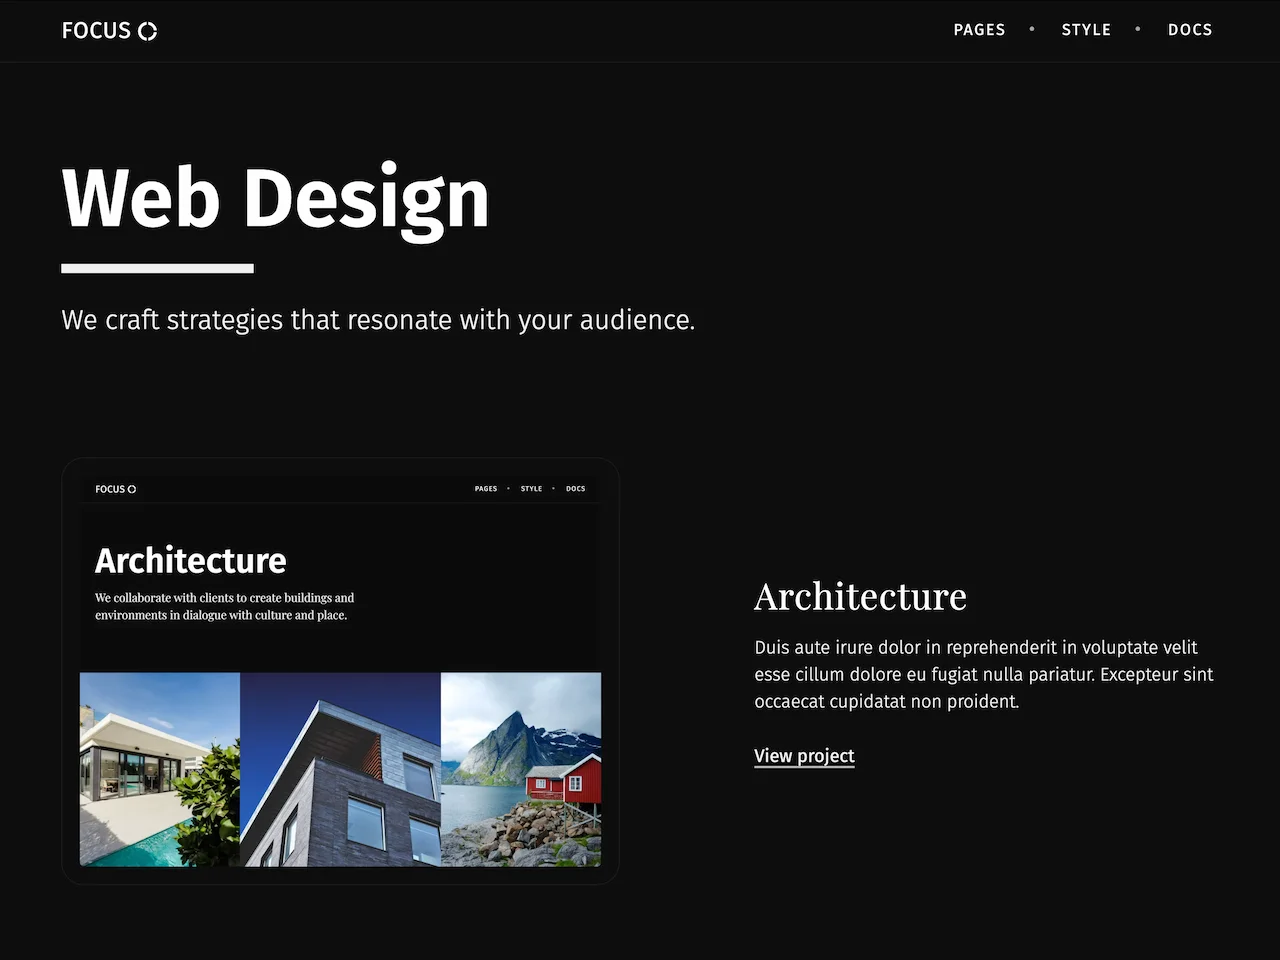 FOCUS
PAGES • STYLE • DOCS
Web Design
We craft strategies that resonate with your audience.
FOCUS
PAGES • STYLE • DOCS
Architecture
We collaborate with clients to create buildings and
environments in dialogue with culture and place.
Architecture
Duis aute irure dolor in reprehenderit in voluptate velit
esse cillum dolore eu fugiat nulla pariatur. Excepteur sint
occaecat cupidatat non proident.
View project